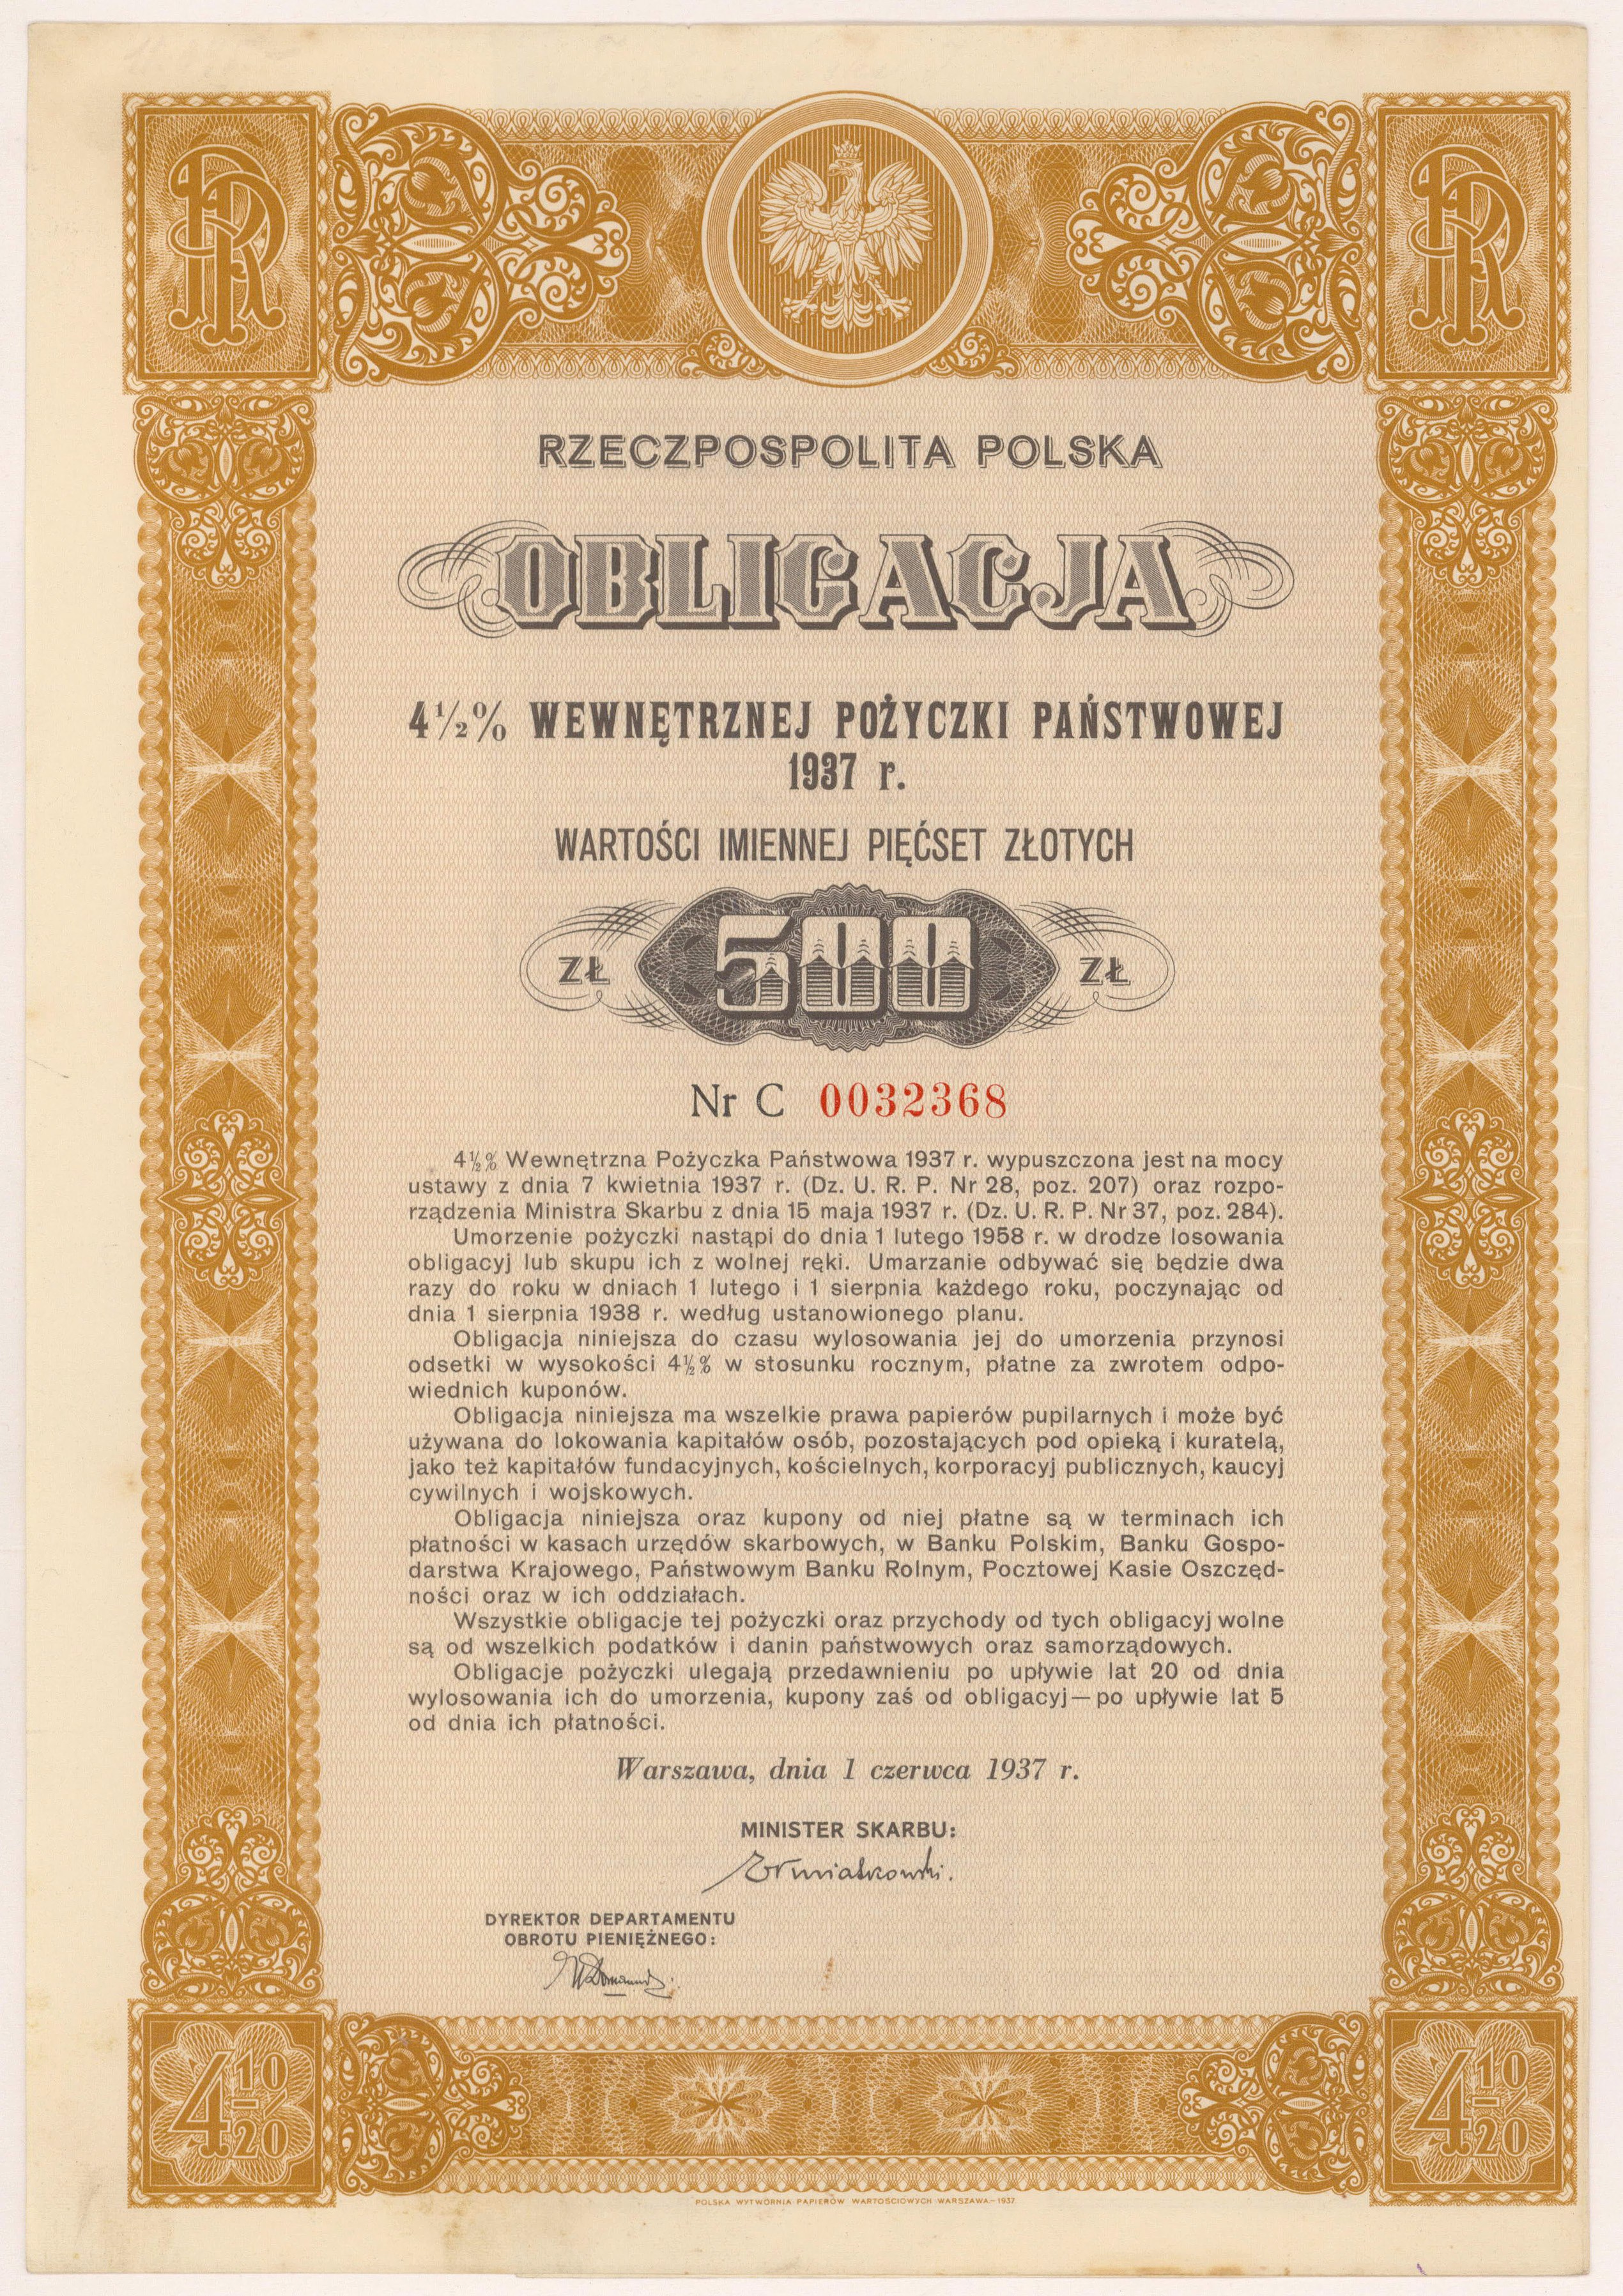 RP RP
RZECZPOSPOLITA POLSKA
OBLIGACJA
4½% WEWNĘTRZNEJ POŻYCZKI PAŃSTWOWEJ
1937 r.
WARTOŚCI IMIENNEJ PIĘĆSET ZŁOTYCH
ZŁ 500 ZŁ
Nr C 0032368
4½% Wewnętrzna Pożyczka Państwowa 1937 r. wypuszczona jest na mocy
ustawy z dnia 7 kwietnia 1937 r. (Dz. U. R. P. Nr 28, poz. 207) oraz rozpo-
rządzenia Ministra Skarbu z dnia 15 maja 1937 r. (Dz. U. R. P. Nr 37, poz. 284).
Umorzenie pożyczki nastąpi do dnia 1 lutego 1958 r. w drodze losowania
obligacyj lub skupu ich z wolnej ręki. Umarzanie odbywać się będzie dwa
razy do roku w dniach 1 lutego i 1 sierpnia każdego roku, poczynając od
dnia 1 sierpnia 1938 r. według ustanowionego planu.
Obligacja niniejsza do czasu wylosowania jej do umorzenia przynosi
odsetki w wysokości 4½% w stosunku rocznym, płatne za zwrotem odpo-
wiednich kuponów.
Obligacja niniejsza ma wszelkie prawa papierów pupilarnych i może być
używana do lokowania kapitałów osób, pozostających pod opieką i kuratelą,
jako też kapitałów fundacyjnych, kościelnych, korporacyj publicznych, kaucyj
cywilnych i wojskowych.
Obligacja niniejsza oraz kupony od niej płatne są w terminach ich
płatności w kasach urzędów skarbowych, w Banku Polskim, Banku Gospo-
darstwa Krajowego, Państwowym Banku Rolnym, Pocztowej Kasie Oszczęd-
ności oraz w ich oddziałach.
Wszystkie obligacje tej pożyczki oraz przychody od tych obligacyj wolne
są od wszelkich podatków i danin państwowych oraz samorządowych.
Obligacje pożyczki ulegają przedawnieniu po upływie lat 20 od dnia
wylosowania ich do umorzenia, kupony zaś od obligacyj — po upływie lat 5
od dnia ich płatności.
Warszawa, dnia 1 czerwca 1937 r.
MINISTER SKARBU:
DYREKTOR DEPARTAMENTU
OBROTU PIENIĘŻNEGO:
4 10/20 4 10/20
POLSKA WYTWÓRNIA PAPIERÓW WARTOŚCIOWYCH WARSZAWA—1937